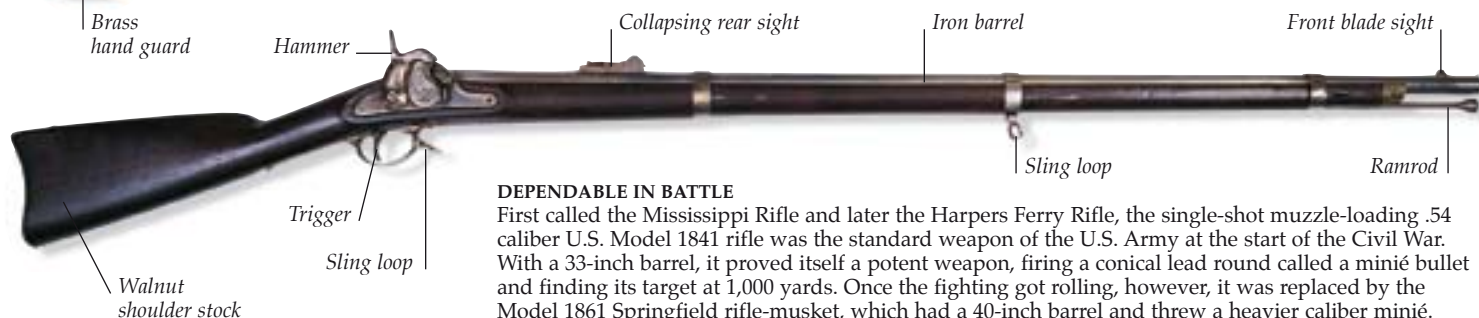 Brass
hand guard
Hammer
Collapsing rear sight
Iron barrel
Front blade sight
Sling loop
Ramrod
Trigger
Sling loop
Walnut
shoulder stock
DEPENDABLE IN BATTLE
First called the Mississippi Rifle and later the Harpers Ferry Rifle, the single-shot muzzle-loading .54
caliber U.S. Model 1841 rifle was the standard weapon of the U.S. Army at the start of the Civil War.
With a 33-inch barrel, it proved itself a potent weapon, firing a conical lead round called a minié bullet
and finding its target at 1,000 yards. Once the fighting got rolling, however, it was replaced by the
Model 1861 Springfield rifle-musket, which had a 40-inch barrel and threw a heavier caliber minié.